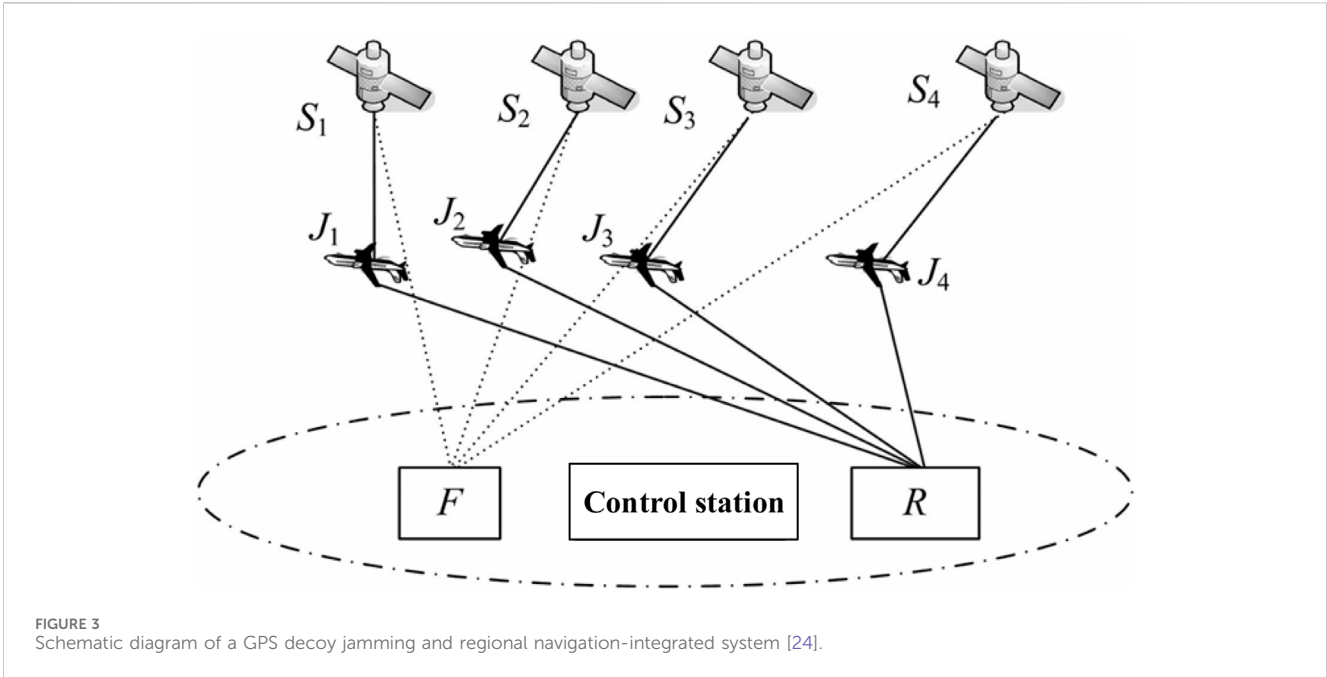 S1
S2
S3
S4
J1
J2
J3
J4
F
Control station
R
FIGURE 3
Schematic diagram of a GPS decoy jamming and regional navigation-integrated system [24].